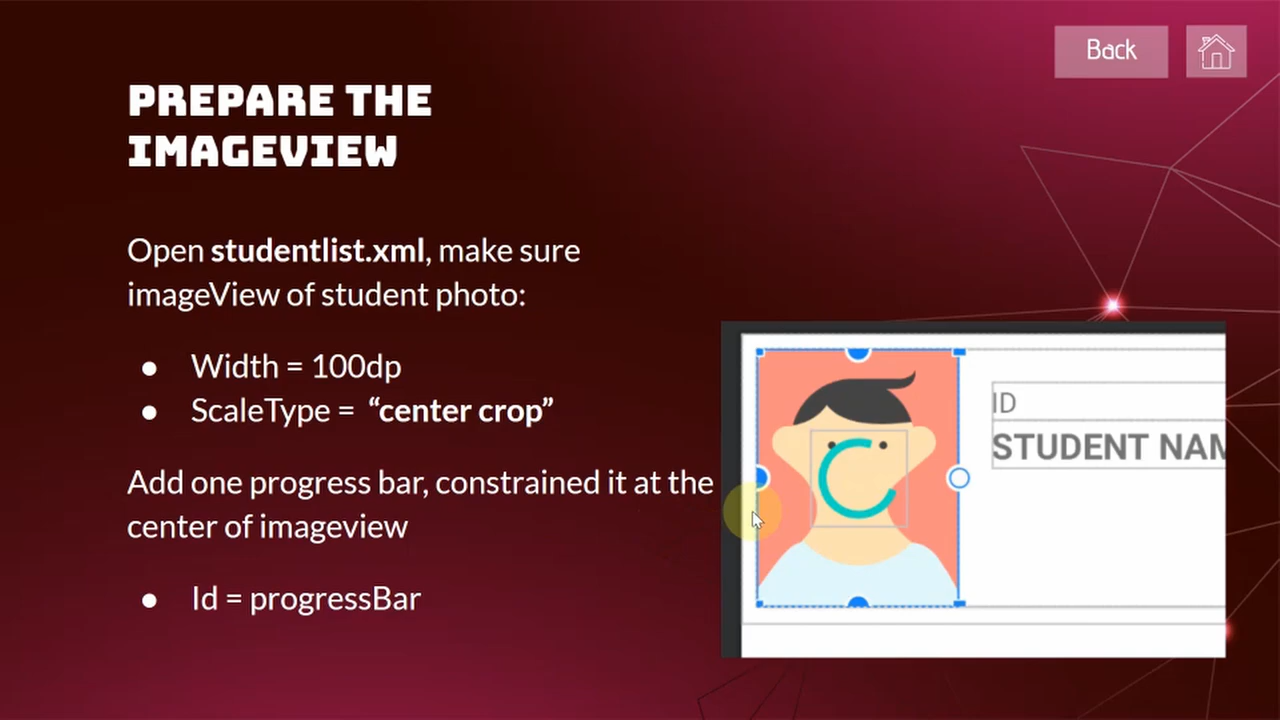 Back
PREPARE THE
IMAGEVIEW
Open studentlist.xml, make sure
imageView of student photo:
● Width = 100dp
● ScaleType = “center crop”
Add one progress bar, constrained it at the
center of imageview
● Id = progressBar
ID
STUDENT NAM